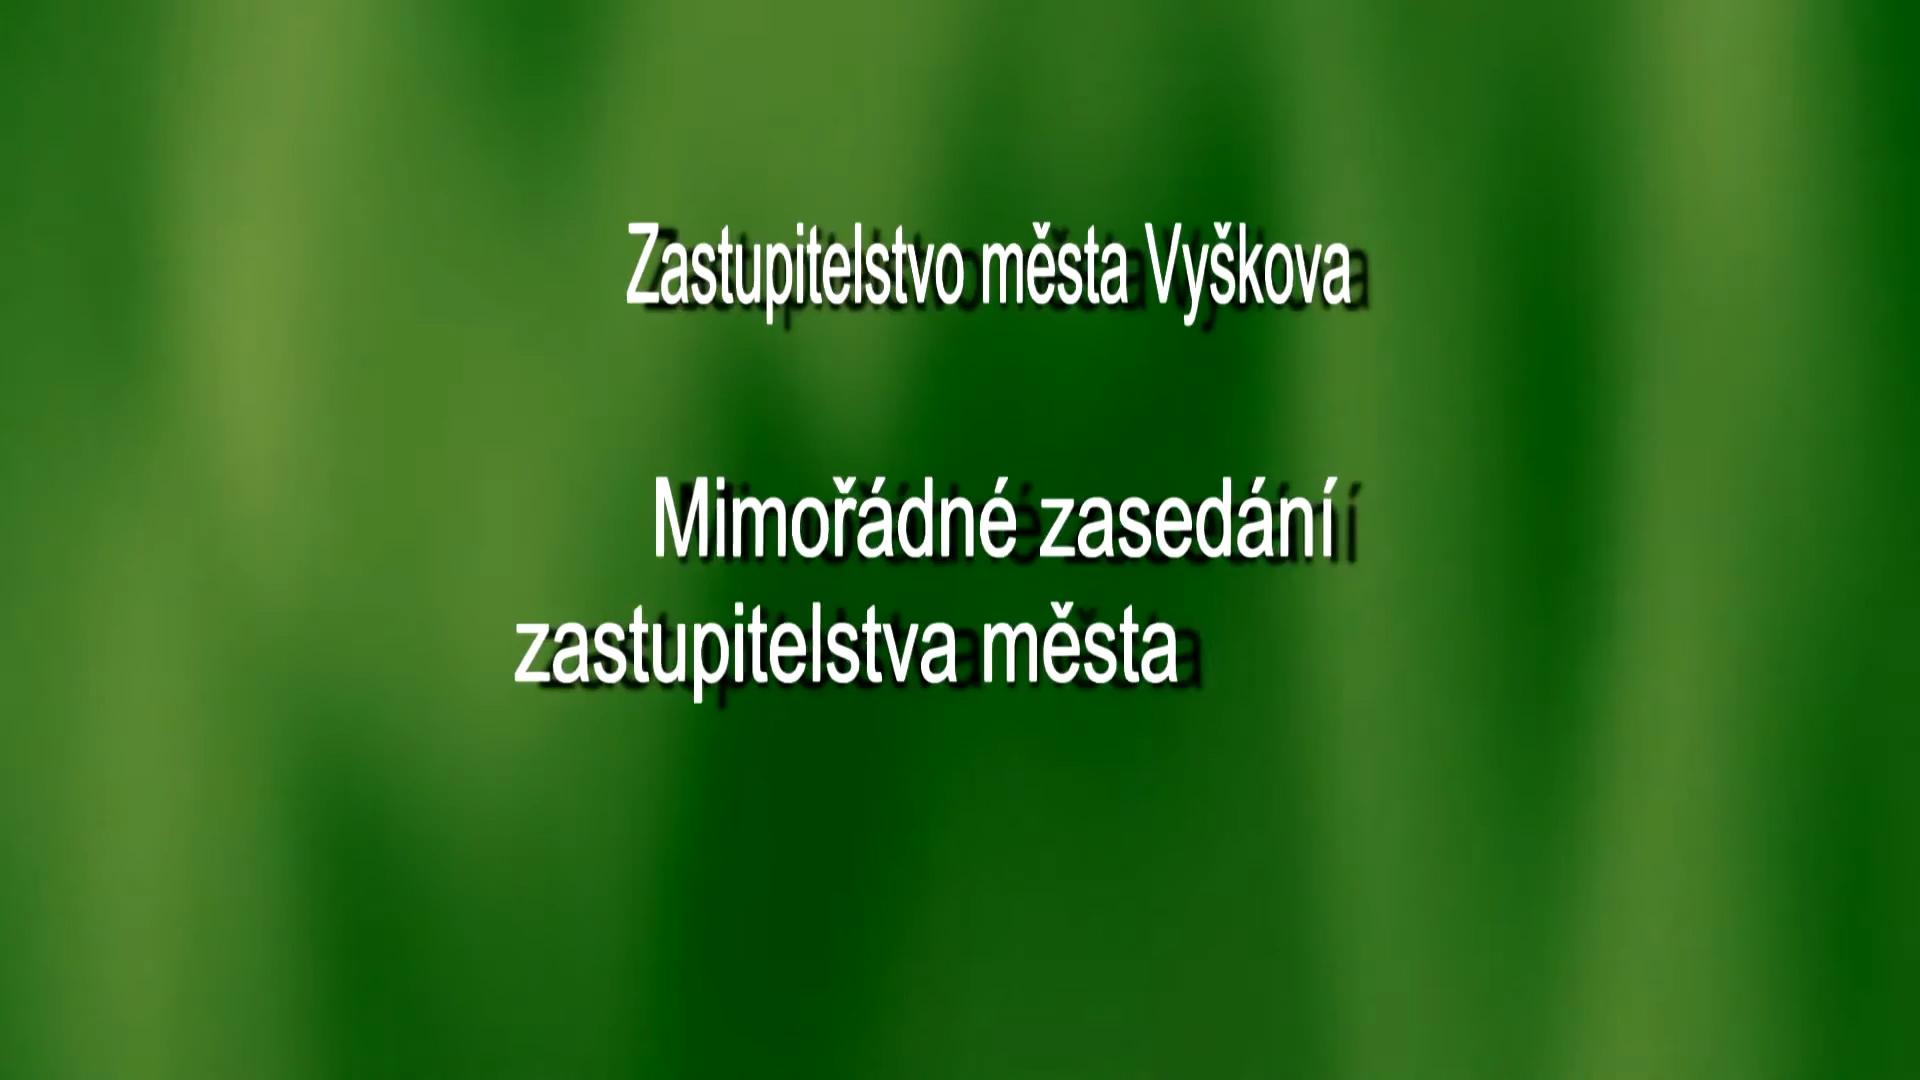 Zastupitelstvo města Vyškova
Mimořádné zasedání
zastupitelstva města